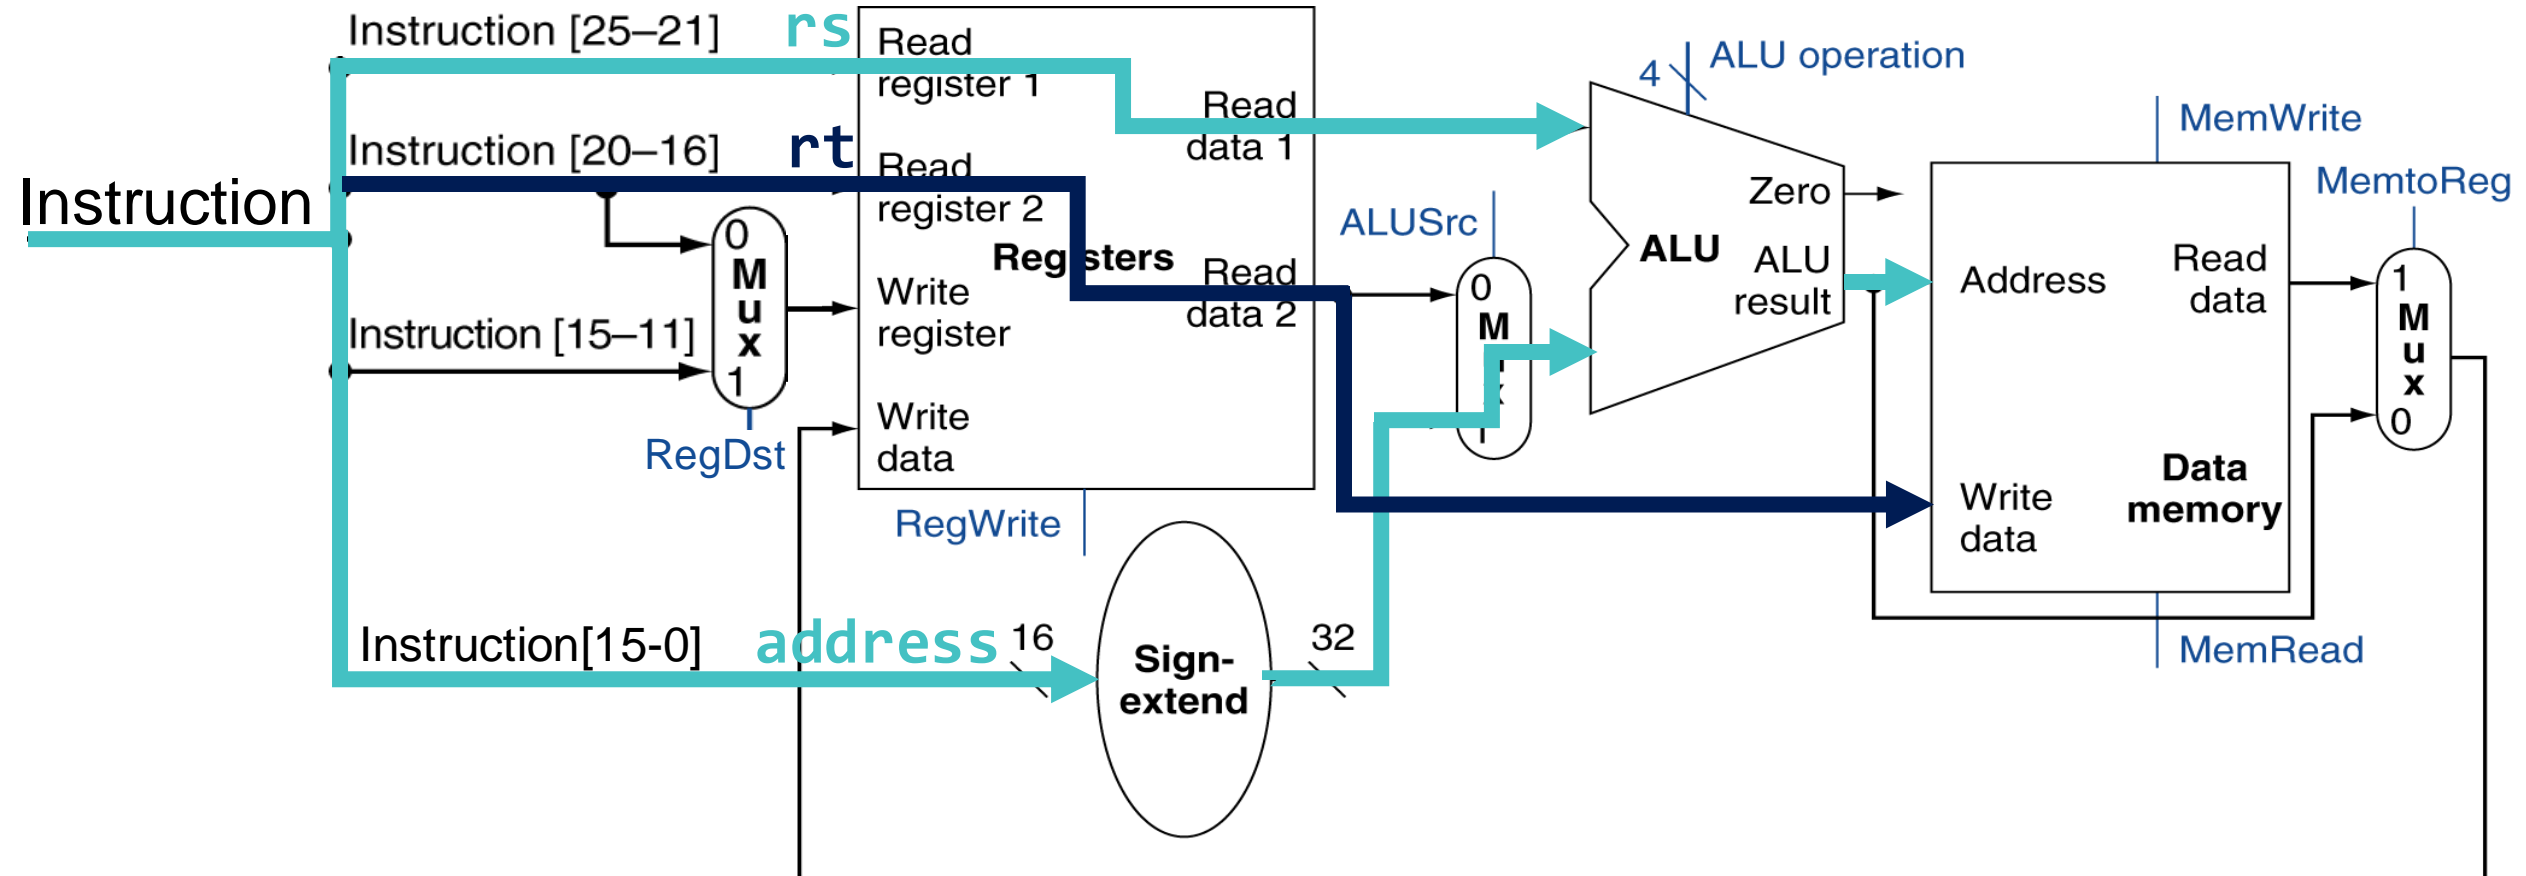 Instruction [25–21]
rs
Read
register 1
Read
data 1
4
ALU operation
MemWrite
MemtoReg
Instruction [20–16]
rt
Read
register 2
Instruction
Registers
Read
data 2
ALUSrc
Zero
ALU
ALU
result
Address
Read
data
0
M
u
x
1
Write
register
Instruction [15–11]
RegDst
Write
data
RegWrite
0
M
x
1
M
u
x
0
Write
data
Data
memory
MemRead
Instruction[15-0]
address
16
Sign-
extend
32